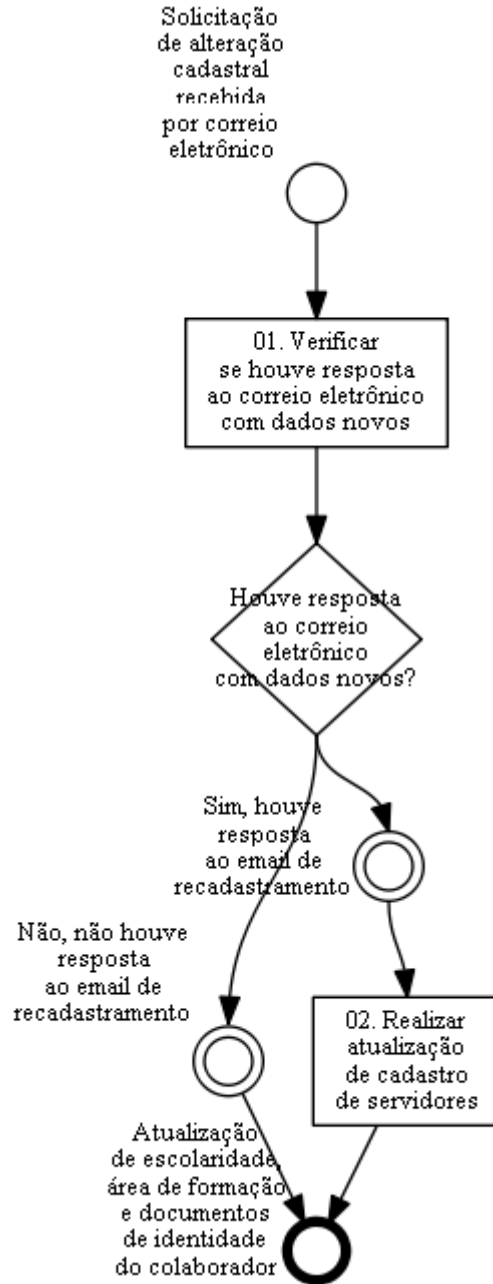 Solicitação
de alteração
cadastral
recebida
por correio
eletrônico
01. Verificar
se houve resposta
ao correio eletrônico
com dados novos
Houve resposta
ao correio
eletrônico
com dados novos?
Sim, houve
resposta
ao email de
recadastramento
Não, não houve
resposta
ao email de
recadastramento
02. Realizar
atualização
de cadastro
de servidores
Atualização
de escolaridade,
área de formação
e documentos
de identidade
do colaborador